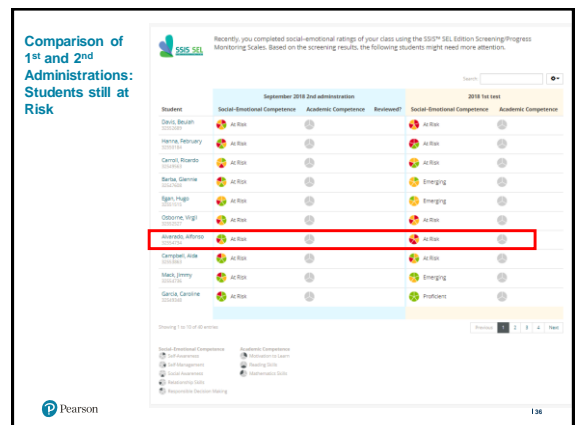 Comparison of
1st and 2nd
Administrations:
Students still at
Risk
SSIS SEL
Recently, you completed social-emotional ratings of your class using the SSIS™ SEL Edition Screening/Progress
Monitoring Scales. Based on the screening results, the following students might need more attention.
Search:
September 2018 2nd administration 2018 1st test
Student Social-Emotional Competence Academic Competence Reviewed? Social-Emotional Competence Academic Competence
Davis, Beulah At Risk At Risk
Hanna, February At Risk At Risk
Carroll, Ricardo At Risk At Risk
Barba, Glennie At Risk Emerging
Egan, Hugo At Risk Emerging
Osborne, Virgil At Risk At Risk
Alvarado, Alfonso At Risk At Risk
Campbell, Aide At Risk At Risk
Mack, Jimmy At Risk Emerging
Garcia, Caroline At Risk Proficient
Showing 1 to 10 of entries Previous 1 2 3 4 Next
Social-Emotional Competence Academic Competence
Self-Awareness Motivation to Learn
Self-Management Reading Skills
Social Awareness Mathematics Skills
Relationship Skills
Responsible Decision Making
Pearson
36